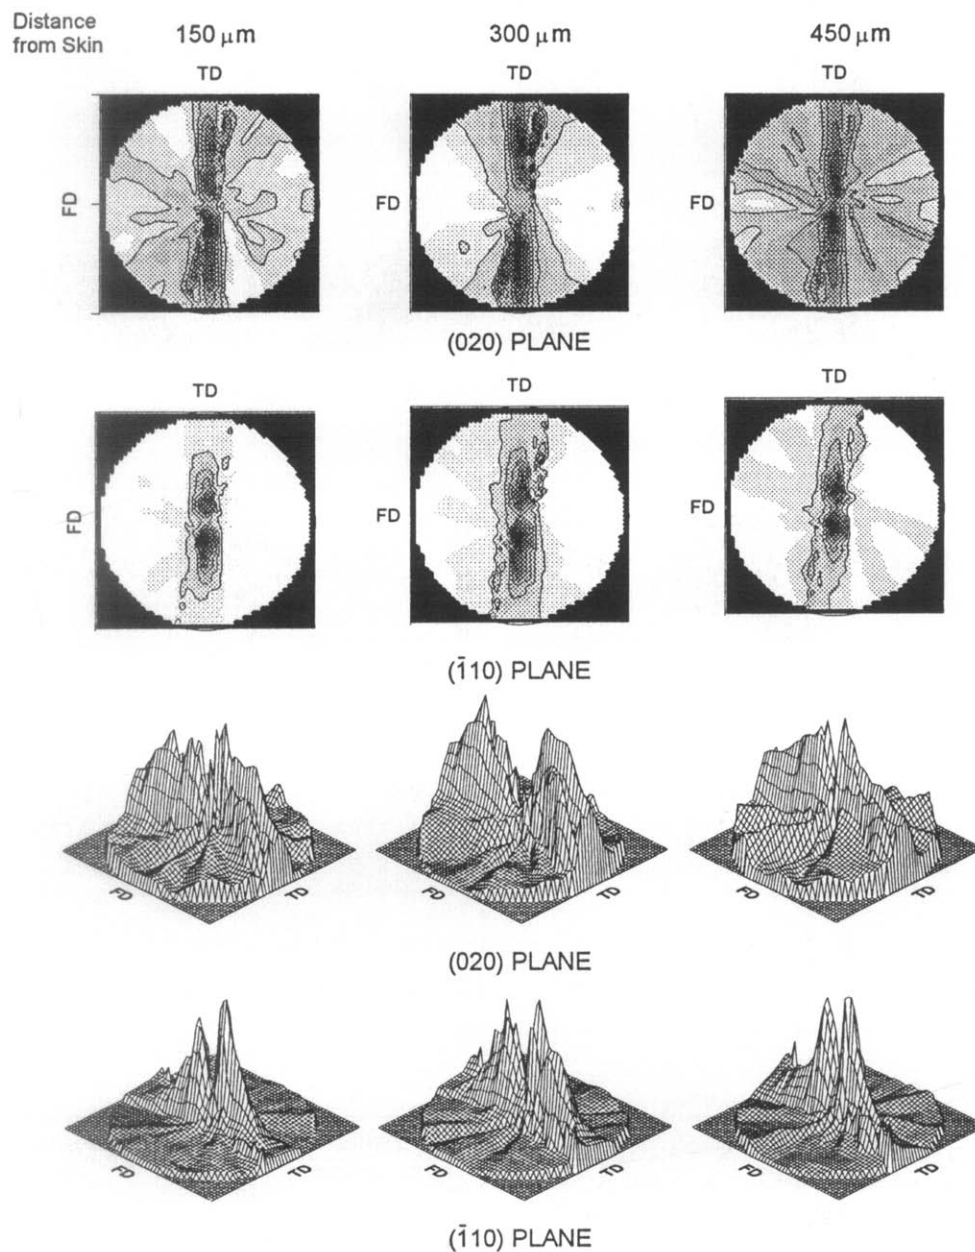 Distance
from Skin
150 μm
300 μm
450 μm
TD
TD
TD
FD
FD
FD
(020) PLANE
TD
TD
TD
FD
FD
FD
(1̄10) PLANE
FD
TD
FD
TD
FD
TD
(020) PLANE
FD
TD
FD
TD
FD
TD
(1̄10) PLANE